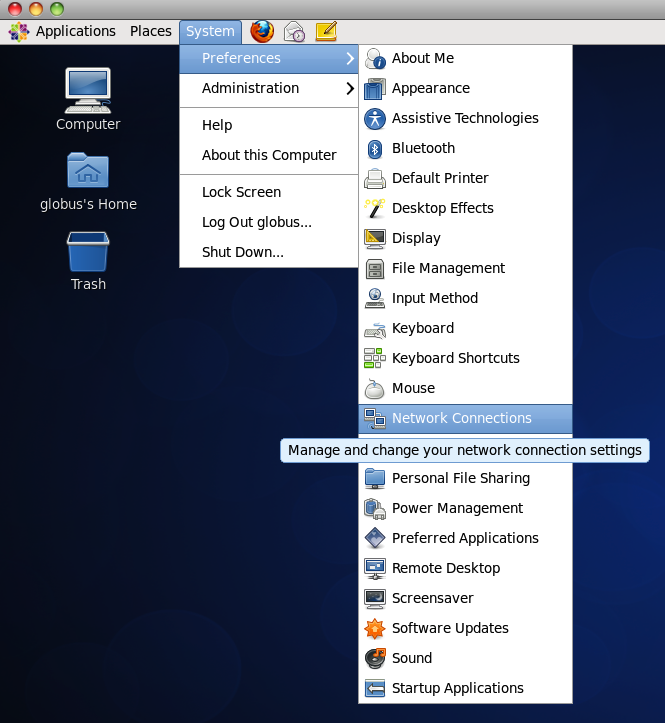 Applications Places System
Preferences
Administration
Help
About this Computer
Lock Screen
Log Out globus...
Shut Down...
Computer
globus's Home
Trash
About Me
Appearance
Assistive Technologies
Bluetooth
Default Printer
Desktop Effects
Display
File Management
Input Method
Keyboard
Keyboard Shortcuts
Mouse
Network Connections
Manage and change your network connection settings
Personal File Sharing
Power Management
Preferred Applications
Remote Desktop
Screensaver
Software Updates
Sound
Startup Applications